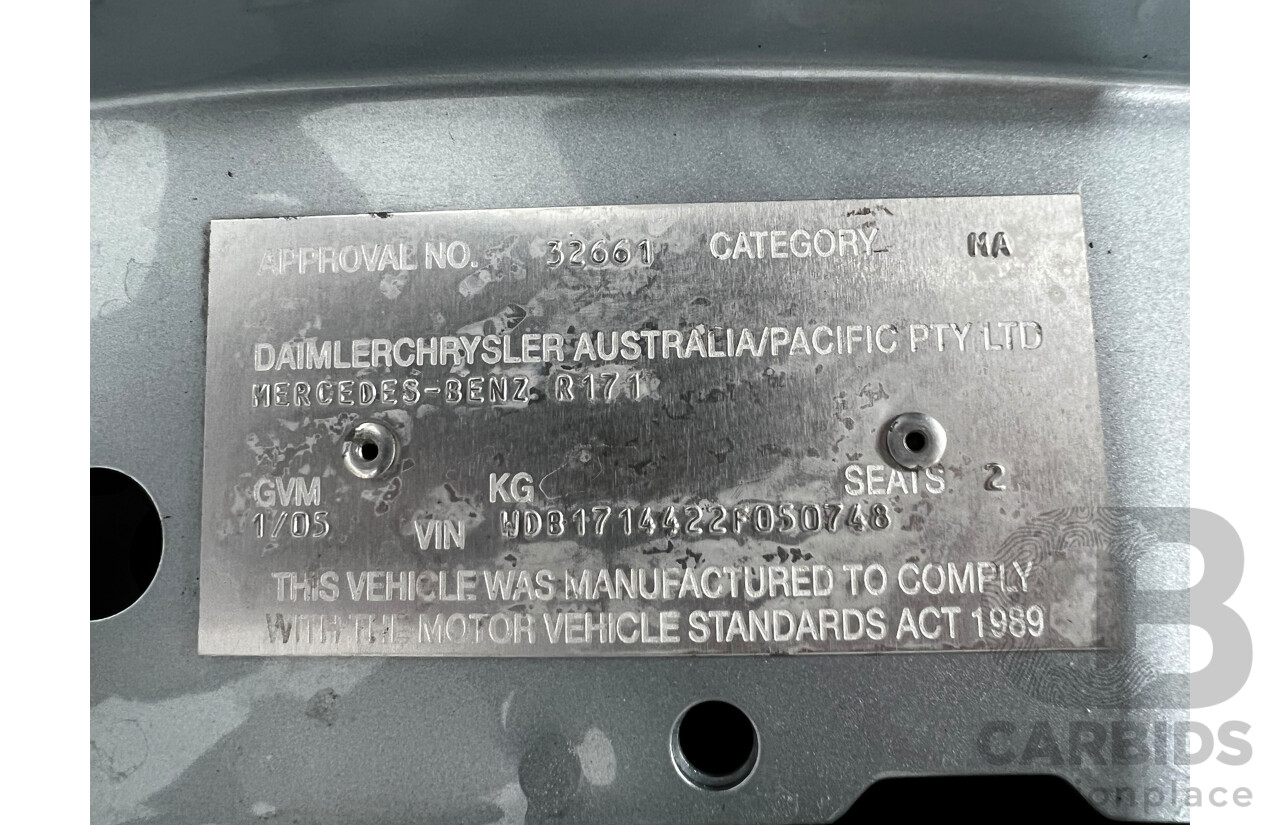 APPROVAL NO. 32661 CATEGORY MA
DAIMLERCHRYSLER AUSTRALIA/PACIFIC PTY LTD
MERCEDES-BENZ R171
GVM KG SEATS 2
1/05 VIN WDB1714422F050748
THIS VEHICLE WAS MANUFACTURED TO COMPLY
WITH THE MOTOR VEHICLE STANDARDS ACT 1989
B
CARBIDS
onplace